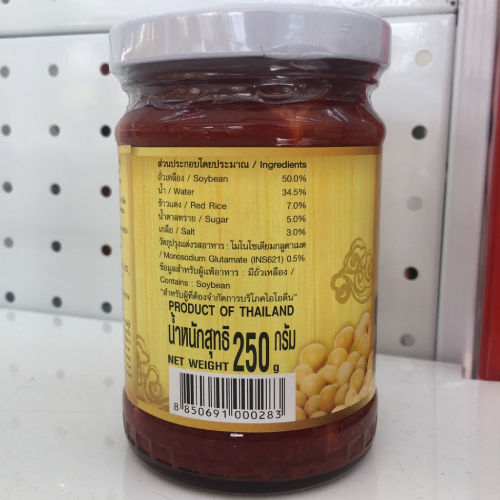 ส่วนประกอบโดยประมาณ / Ingredients
ถั่วเหลือง / Soybean 50.0%
น้ำ / Water 34.5%
ข้าวแดง / Red Rice 7.0%
น้ำตาลทราย / Sugar 5.0%
เกลือ / Salt 3.0%
วัตถุปรุงแต่งรสอาหาร : โมโนโซเดียมกลูตาเมต
/ Monosodium Glutamate (INS621) 0.5%
ข้อมูลสำหรับผู้แพ้อาหาร : มีถั่วเหลือง /
Contains : Soybean
"สำหรับผู้ที่ต้องจำกัดการบริโภคไอโอดีน"
PRODUCT OF THAILAND
น้ำหนักสุทธิ 250 กรัม
NET WEIGHT g
8 850691 000283